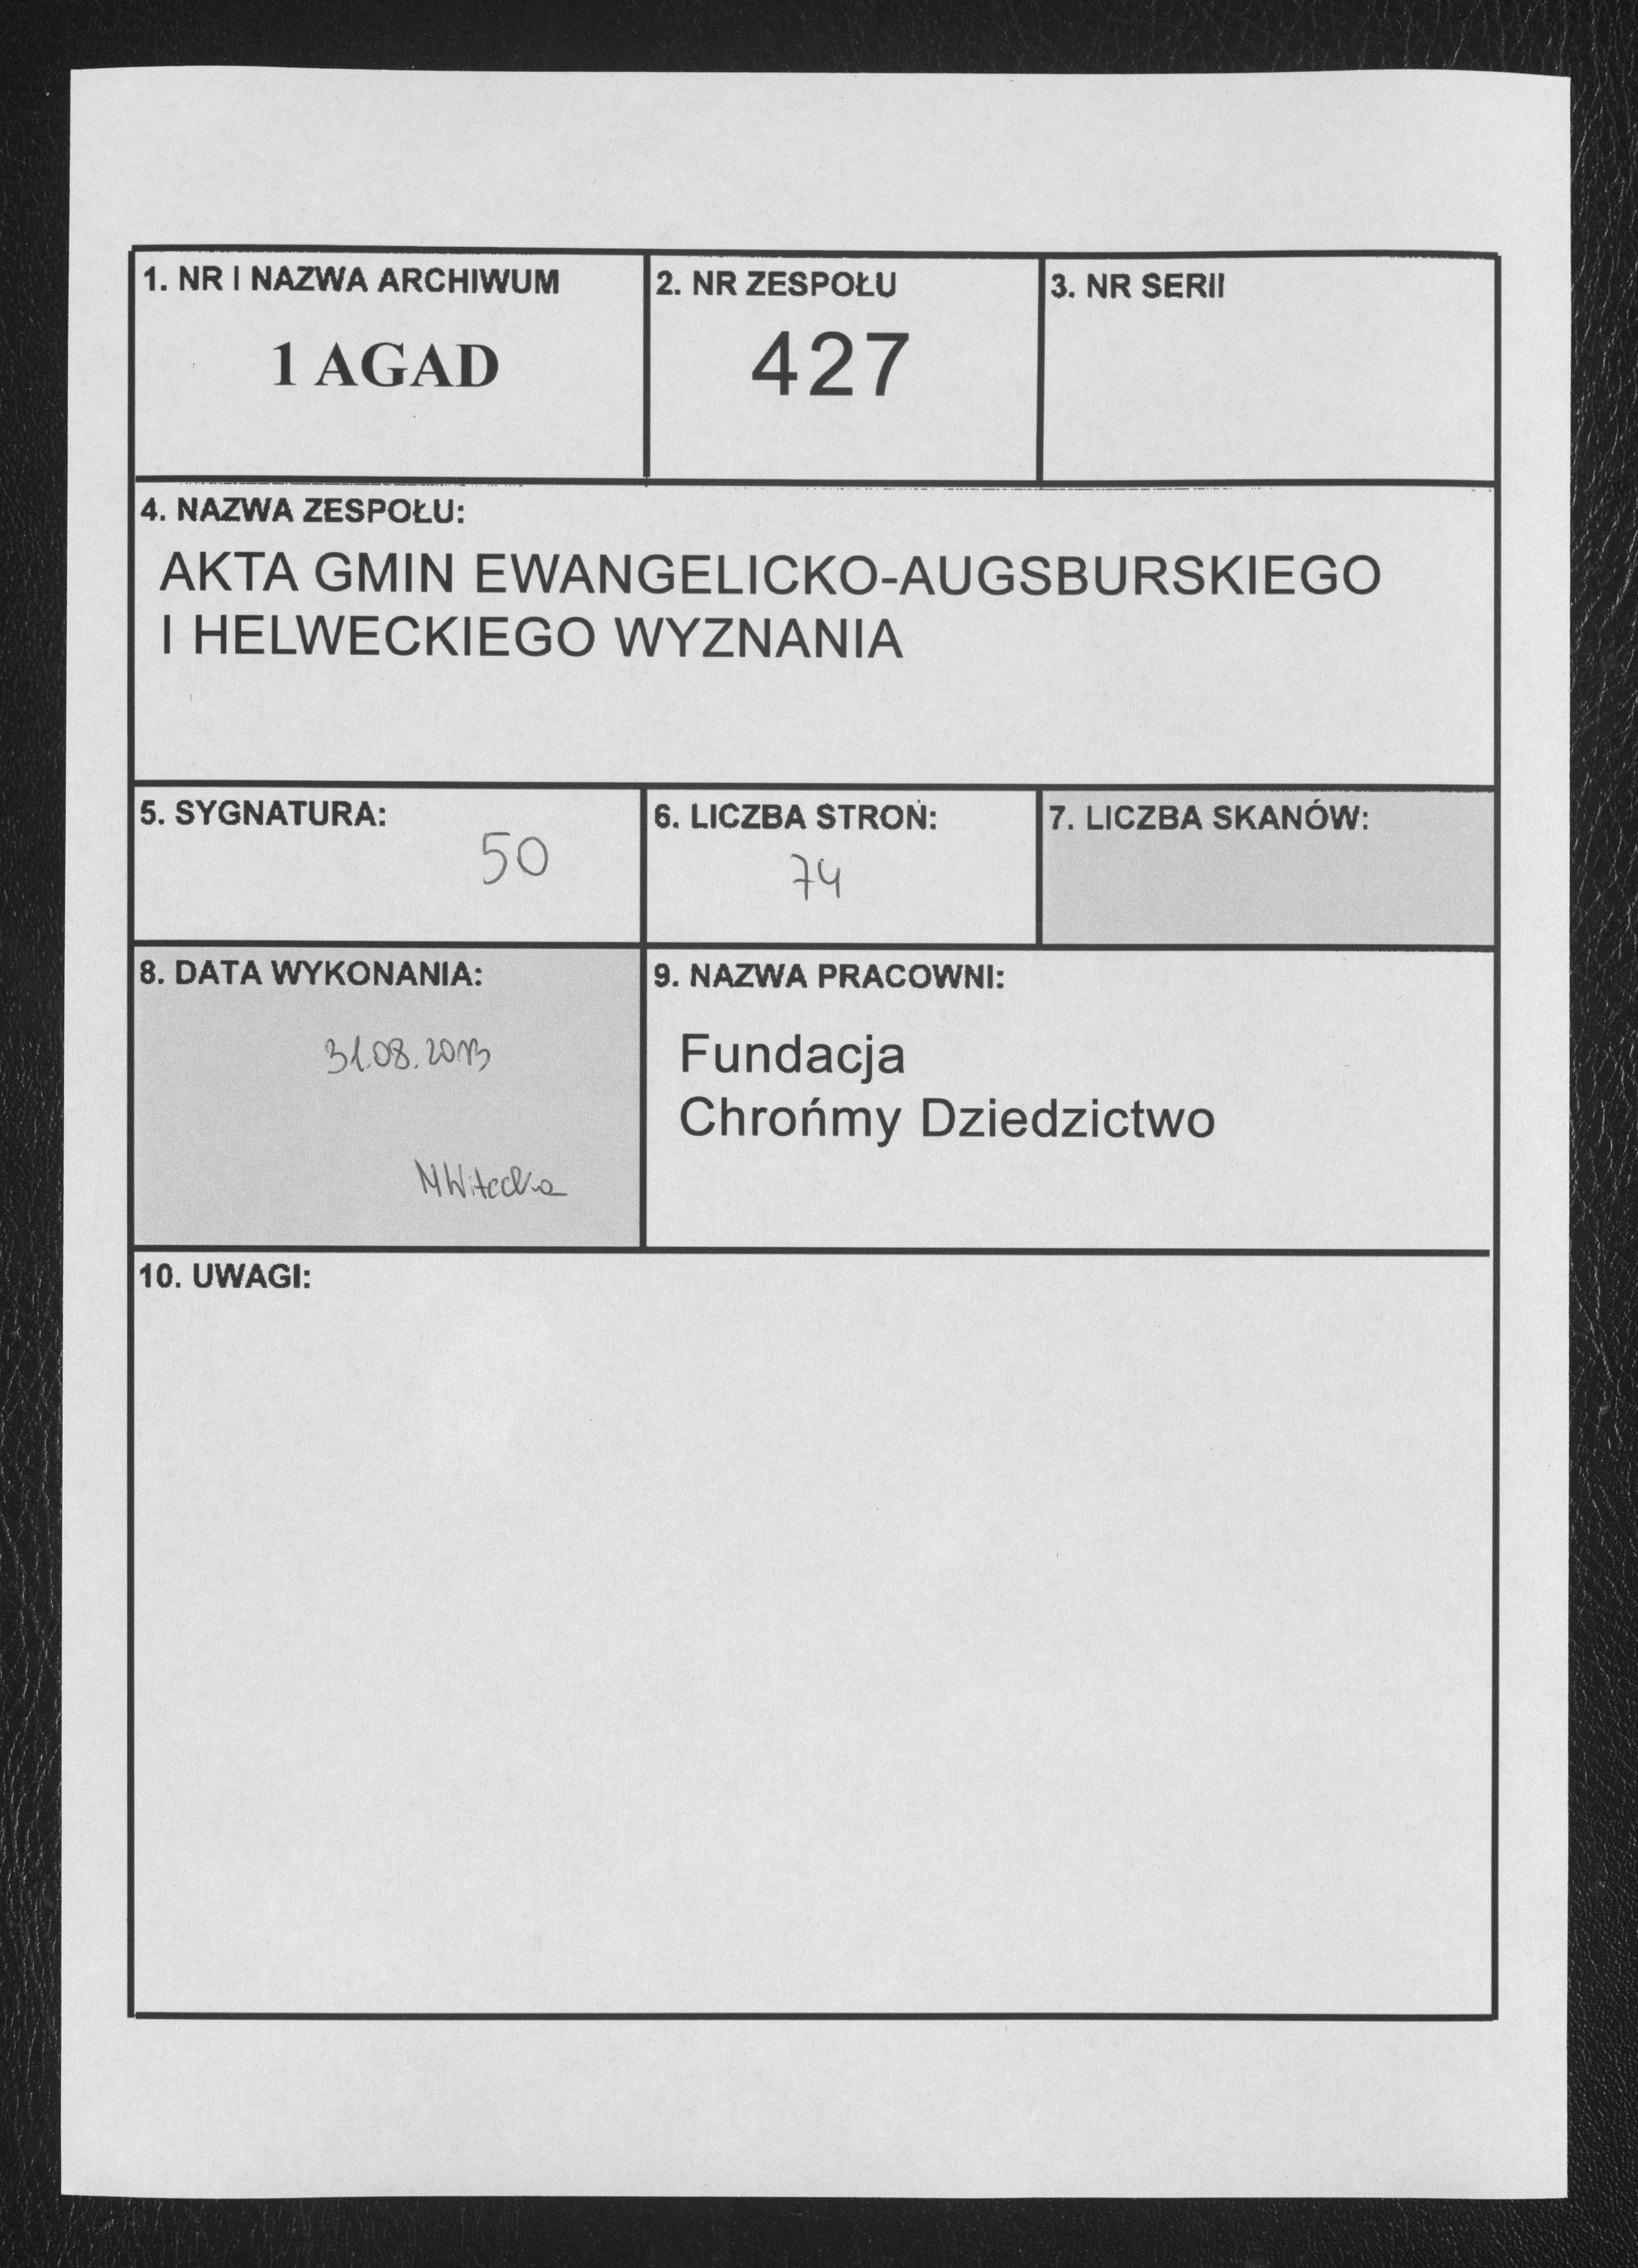 1. NR I NAZWA ARCHIWUM
1 AGAD
2. NR ZESPOŁU
427
3. NR SERII
4. NAZWA ZESPOŁU:
AKTA GMIN EWANGELICKO-AUGSBURSKIEGO
I HELWECKIEGO WYZNANIA
5. SYGNATURA:
50
6. LICZBA STRON:
74
7. LICZBA SKANÓW:
8. DATA WYKONANIA:
31.08.2013
9. NAZWA PRACOWNI:
Fundacja
Chrońmy Dziedzictwo
10. UWAGI: